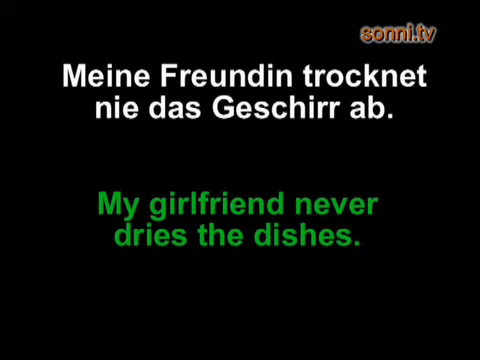 sonni.tv
Meine Freundin trocknet
nie das Geschirr ab.
My girlfriend never
dries the dishes.